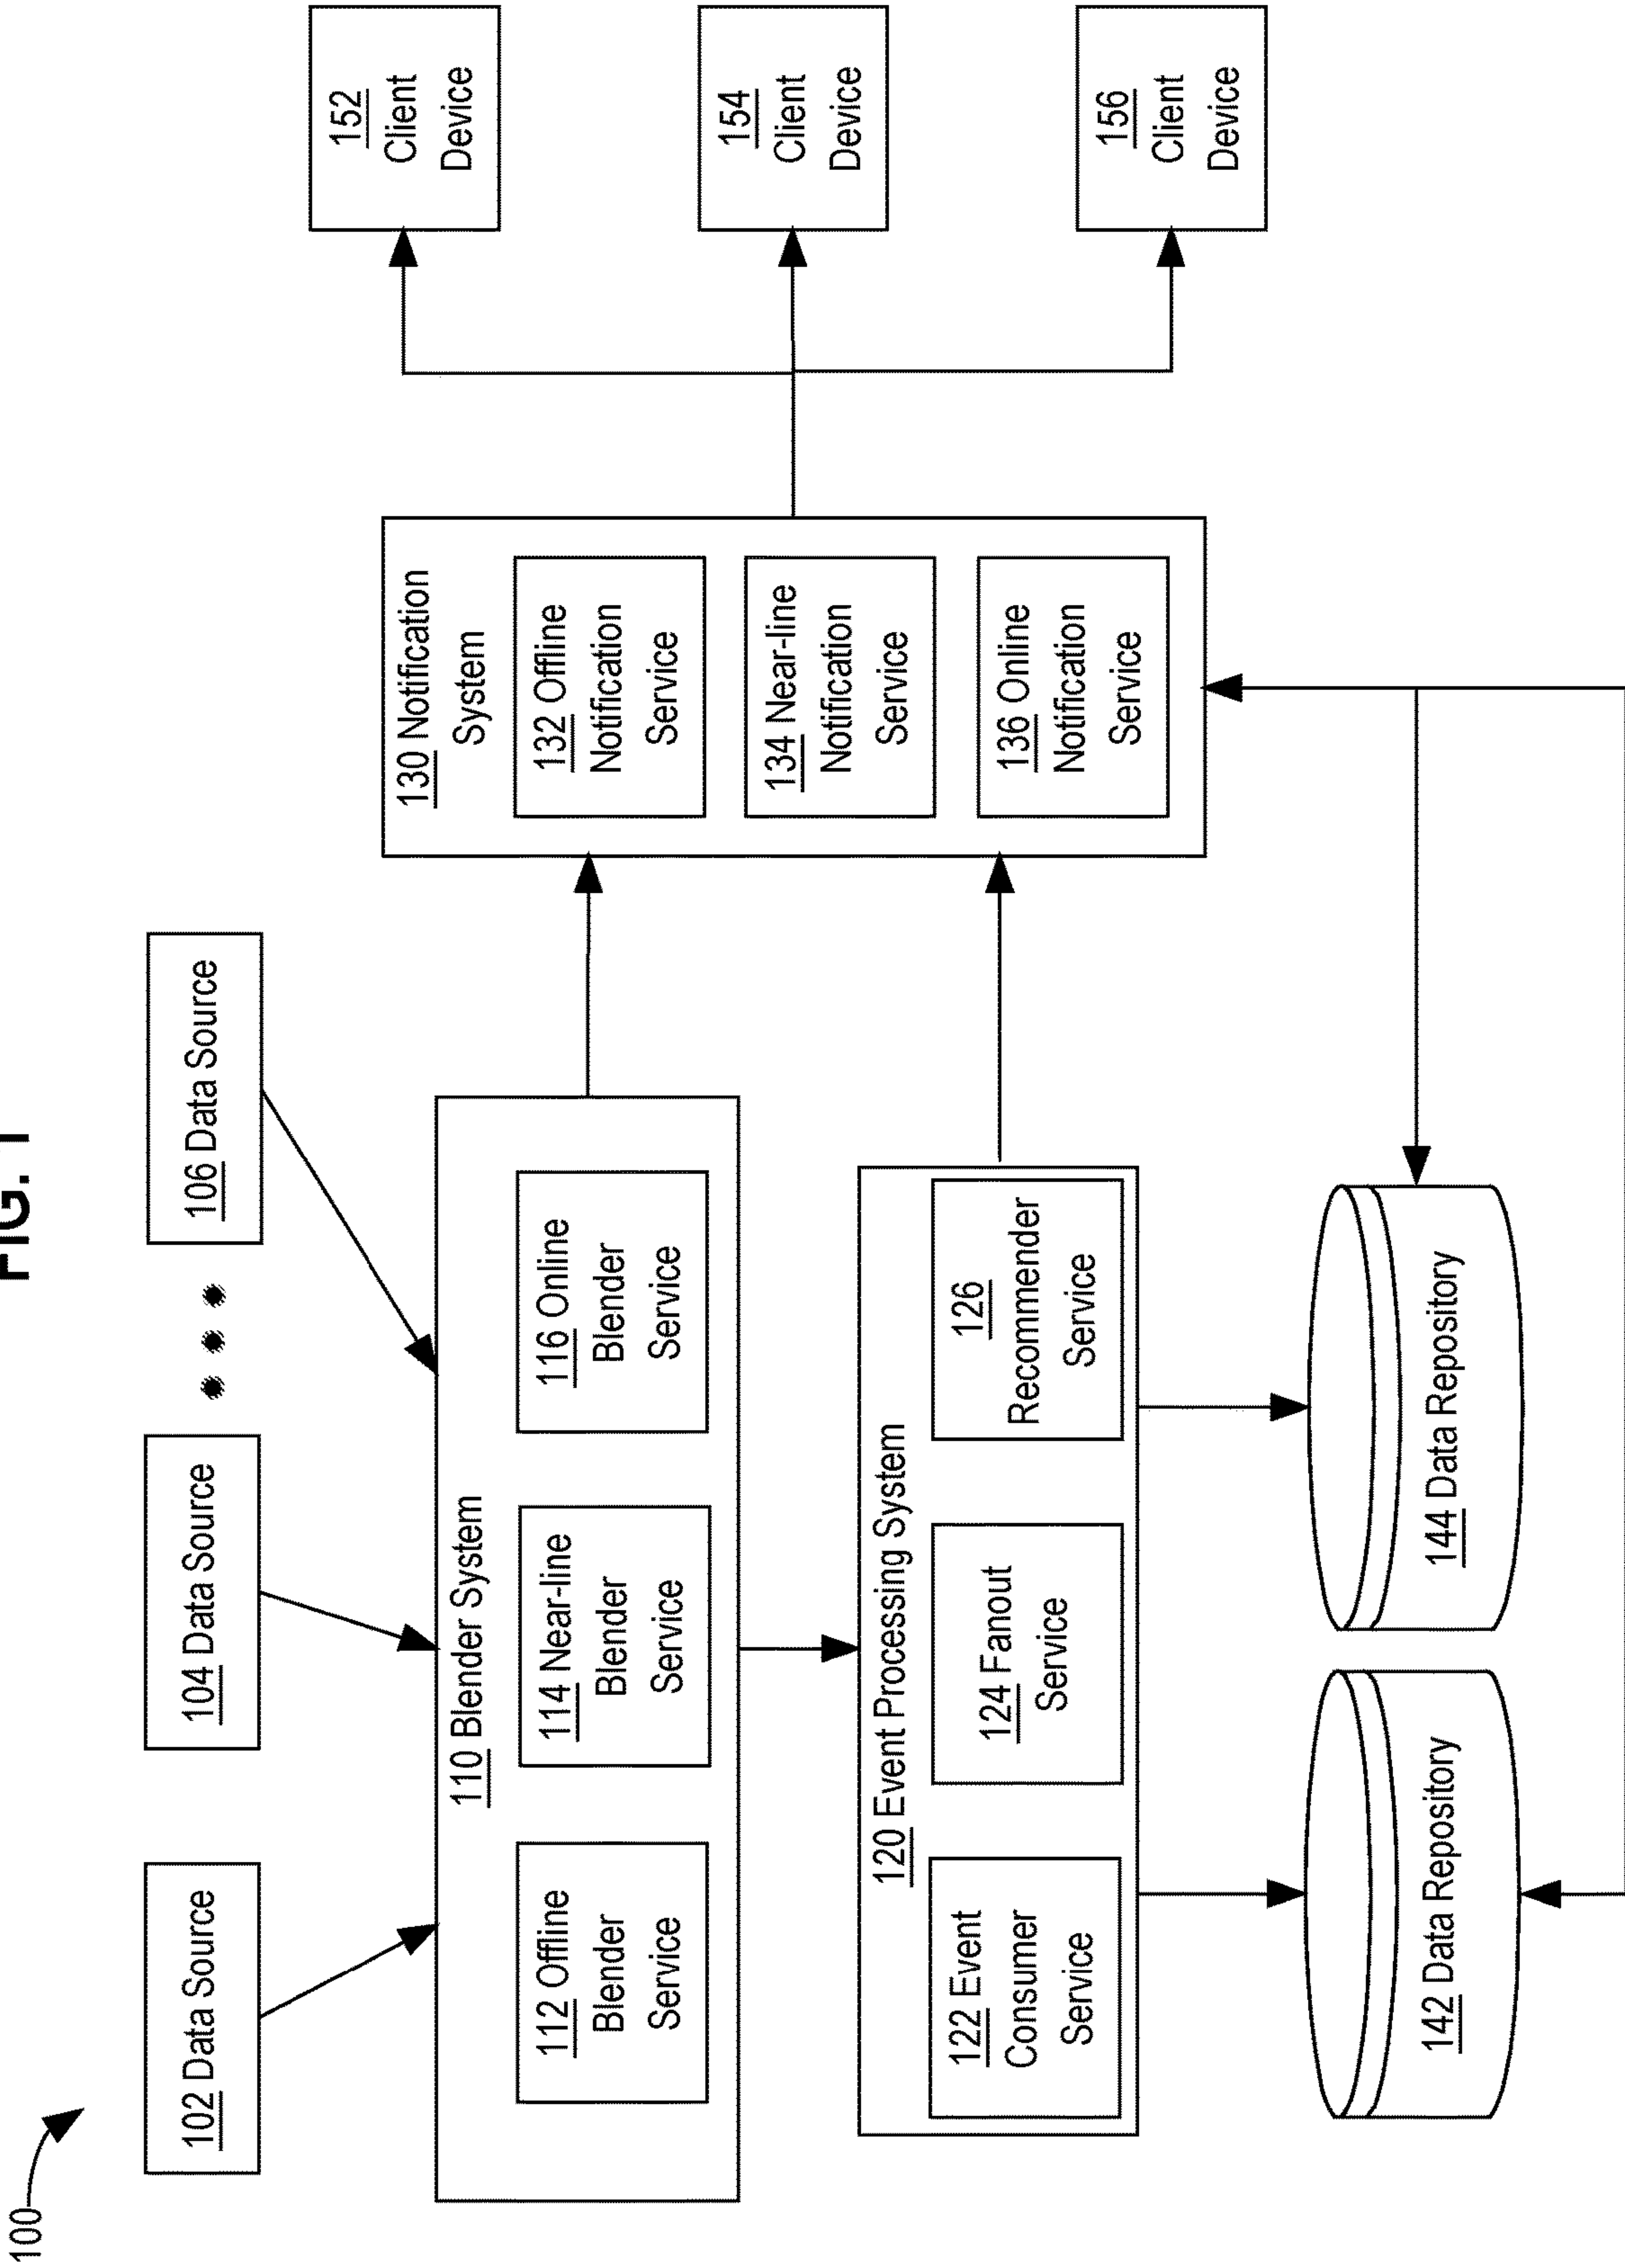 FIG. 1
100
102 Data Source
104 Data Source
106 Data Source
110 Blender System
112 Offline
Blender
Service
114 Near-line
Blender
Service
116 Online
Blender
Service
120 Event Processing System
122 Event
Consumer
Service
124 Fanout
Service
126
Recommender
Service
130 Notification
System
132 Offline
Notification
Service
134 Near-line
Notification
Service
136 Online
Notification
Service
142 Data Repository
144 Data Repository
152
Client
Device
154
Client
Device
156
Client
Device